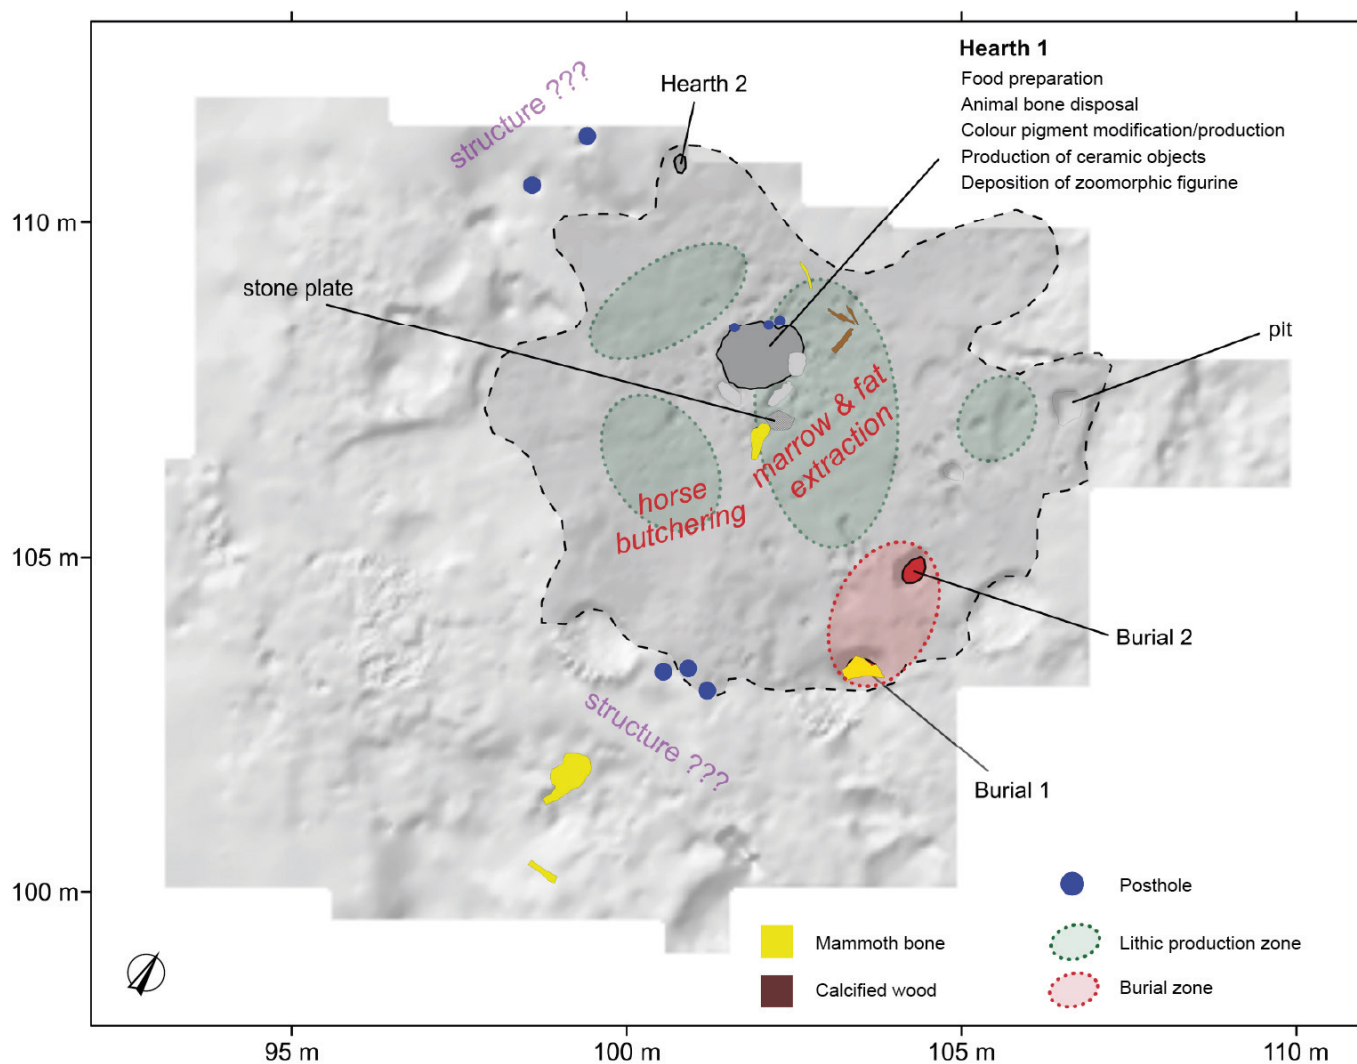 Hearth 1
Food preparation
Animal bone disposal
Colour pigment modification/production
Production of ceramic objects
Deposition of zoomorphic figurine
Hearth 2
structure ???
110 m
stone plate
pit
marrow & fat
extraction
horse
butchering
105 m
Burial 2
structure ???
Burial 1
100 m
Posthole
Mammoth bone
Lithic production zone
Calcified wood
Burial zone
95 m
100 m
105 m
110 m